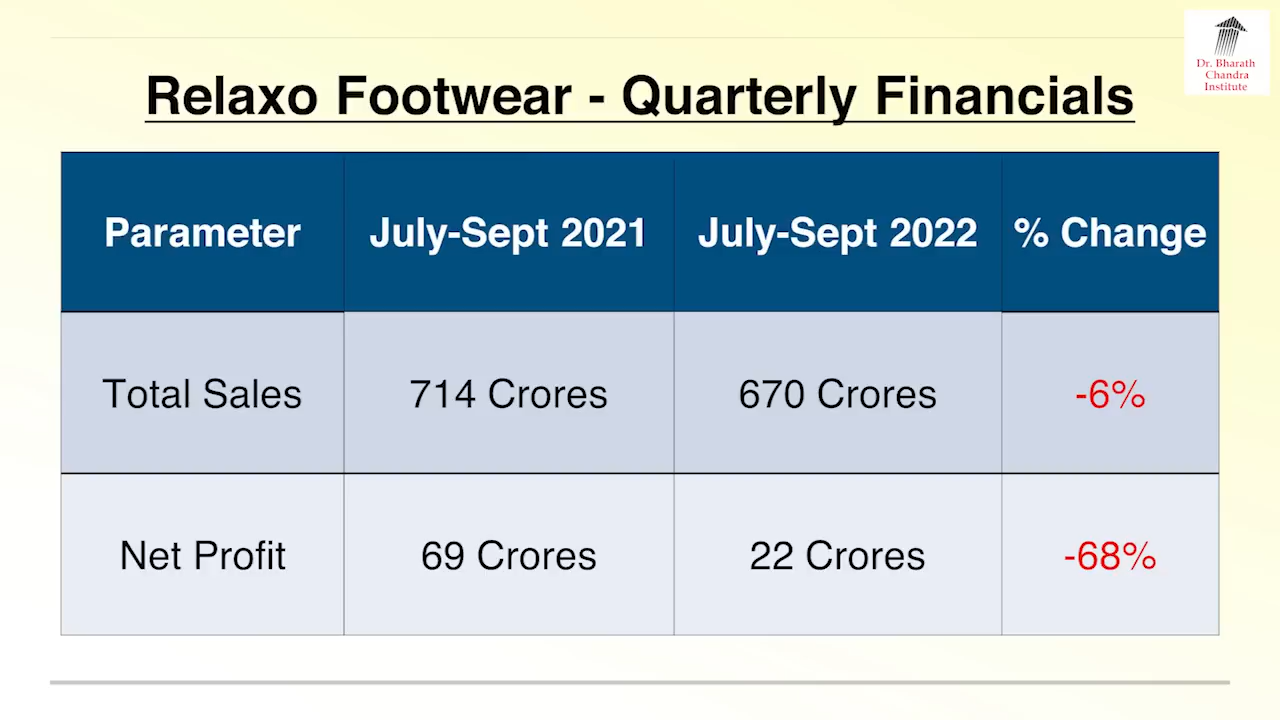 Dr. Bharath
Chandra
Institute
Relaxo Footwear - Quarterly Financials
Parameter July-Sept 2021 July-Sept 2022 % Change
Total Sales 714 Crores 670 Crores -6%
Net Profit 69 Crores 22 Crores -68%